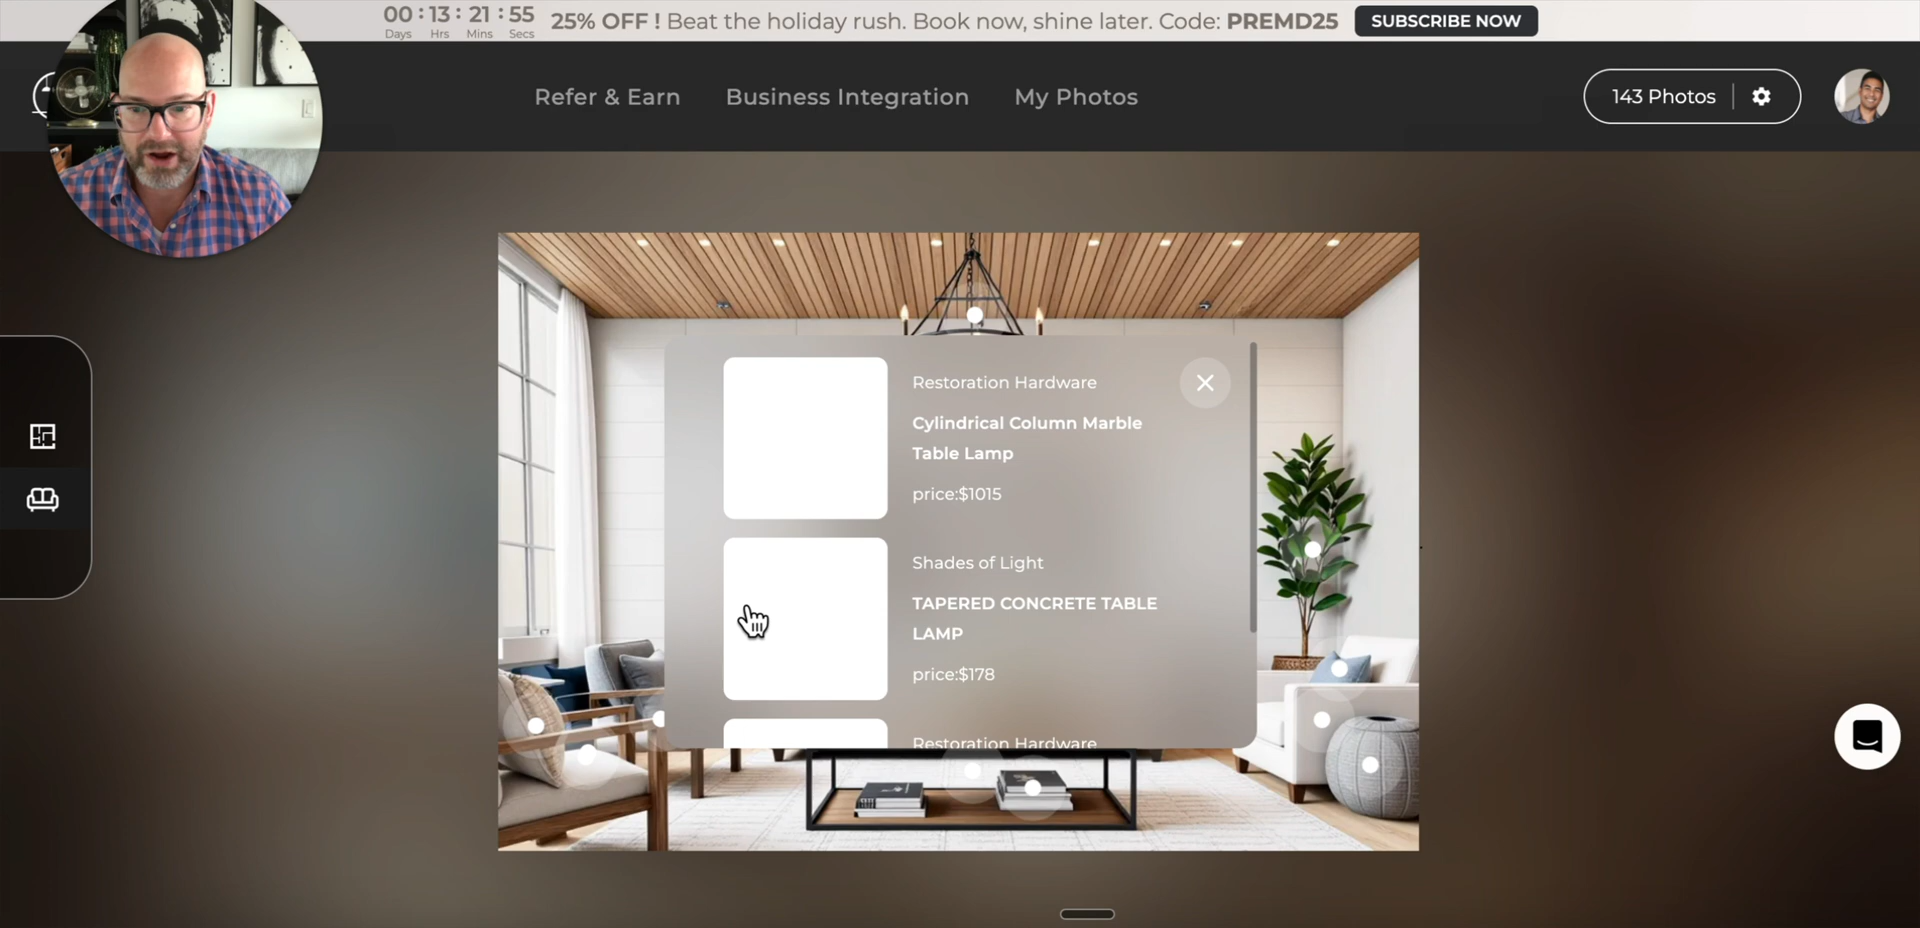 00 : 13 : 21 : 55
Days Hrs Mins Secs
25% OFF ! Beat the holiday rush. Book now, shine later. Code: PREMD25
SUBSCRIBE NOW
Refer & Earn
Business Integration
My Photos
143 Photos
Restoration Hardware
Cylindrical Column Marble
Table Lamp
price:$1015
Shades of Light
TAPERED CONCRETE TABLE
LAMP
price:$178
Restoration Hardware